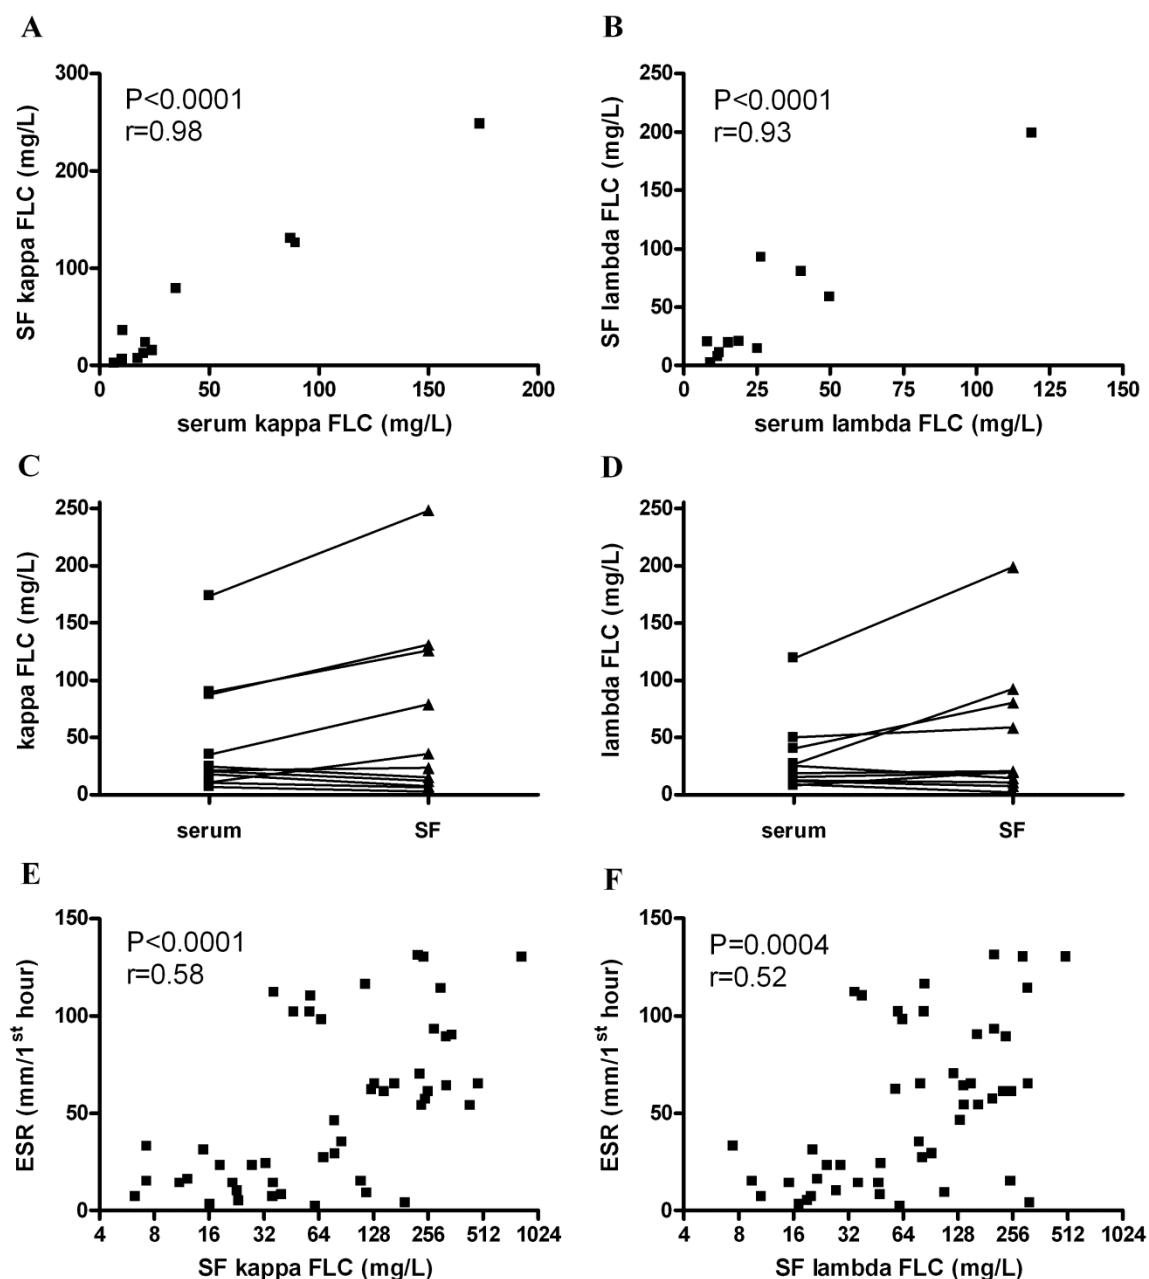 A
P<0.0001
r=0.98
SF kappa FLC (mg/L)
300
200
100
0
0 50 100 150 200
serum kappa FLC (mg/L)
B
P<0.0001
r=0.93
SF lambda FLC (mg/L)
250
200
150
100
50
0
0 25 50 75 100 125 150
serum lambda FLC (mg/L)
C
kappa FLC (mg/L)
250
200
150
100
50
0
serum SF
D
lambda FLC (mg/L)
250
200
150
100
50
0
serum SF
E
P<0.0001
r=0.58
ESR (mm/1st hour)
150
100
50
0
4 8 16 32 64 128 256 512 1024
SF kappa FLC (mg/L)
F
P=0.0004
r=0.52
ESR (mm/1st hour)
150
100
50
0
4 8 16 32 64 128 256 512 1024
SF lambda FLC (mg/L)